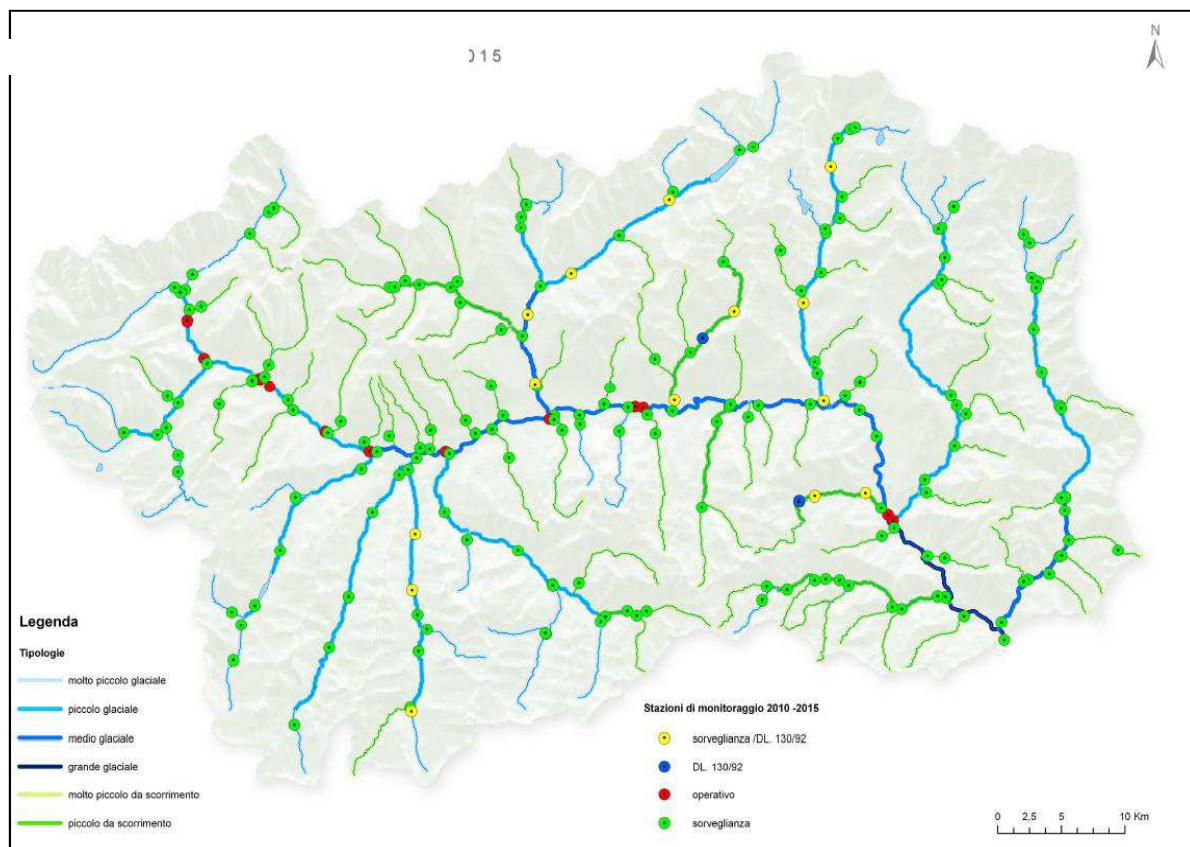 015
N
Legenda
Tipologie
molto piccolo glaciale
piccolo glaciale
medio glaciale
grande glaciale
molto piccolo da scorrimento
piccolo da scorrimento
Stazioni di monitoraggio 2010 -2015
sorveglianza /DL. 130/92
DL. 130/92
operativo
sorveglianza
0 2.5 5 10 Km